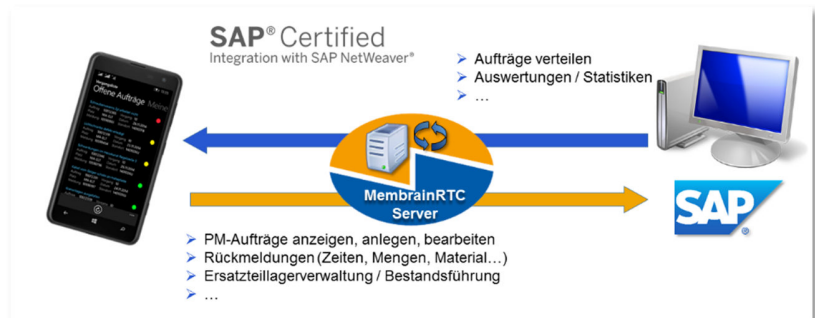 SAP® Certified
Integration with SAP NetWeaver®
Aufträge verteilen
Auswertungen / Statistiken
...
Offene Aufträge Meine
MembrainRTC
Server
SAP®
PM-Aufträge anzeigen, anlegen, bearbeiten
Rückmeldungen (Zeiten, Mengen, Material...)
Ersatzteillagerverwaltung / Bestandsführung
...